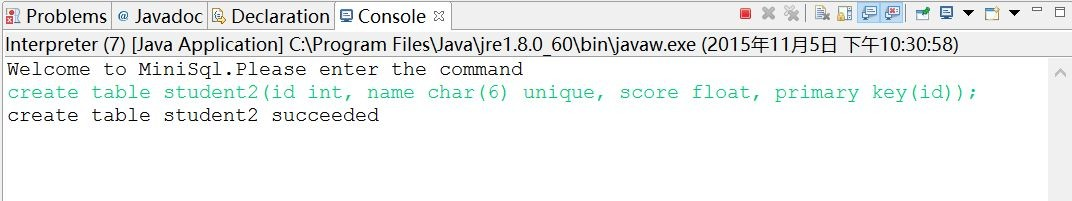 Problems @ Javadoc Declaration Console
Interpreter (7) [Java Application] C:\Program Files\Java\jre1.8.0_60\bin\javaw.exe (2015年11月5日 下午10:30:58)
Welcome to MiniSql.Please enter the command
create table student2(id int, name char(6) unique, score float, primary key(id));
create table student2 succeeded